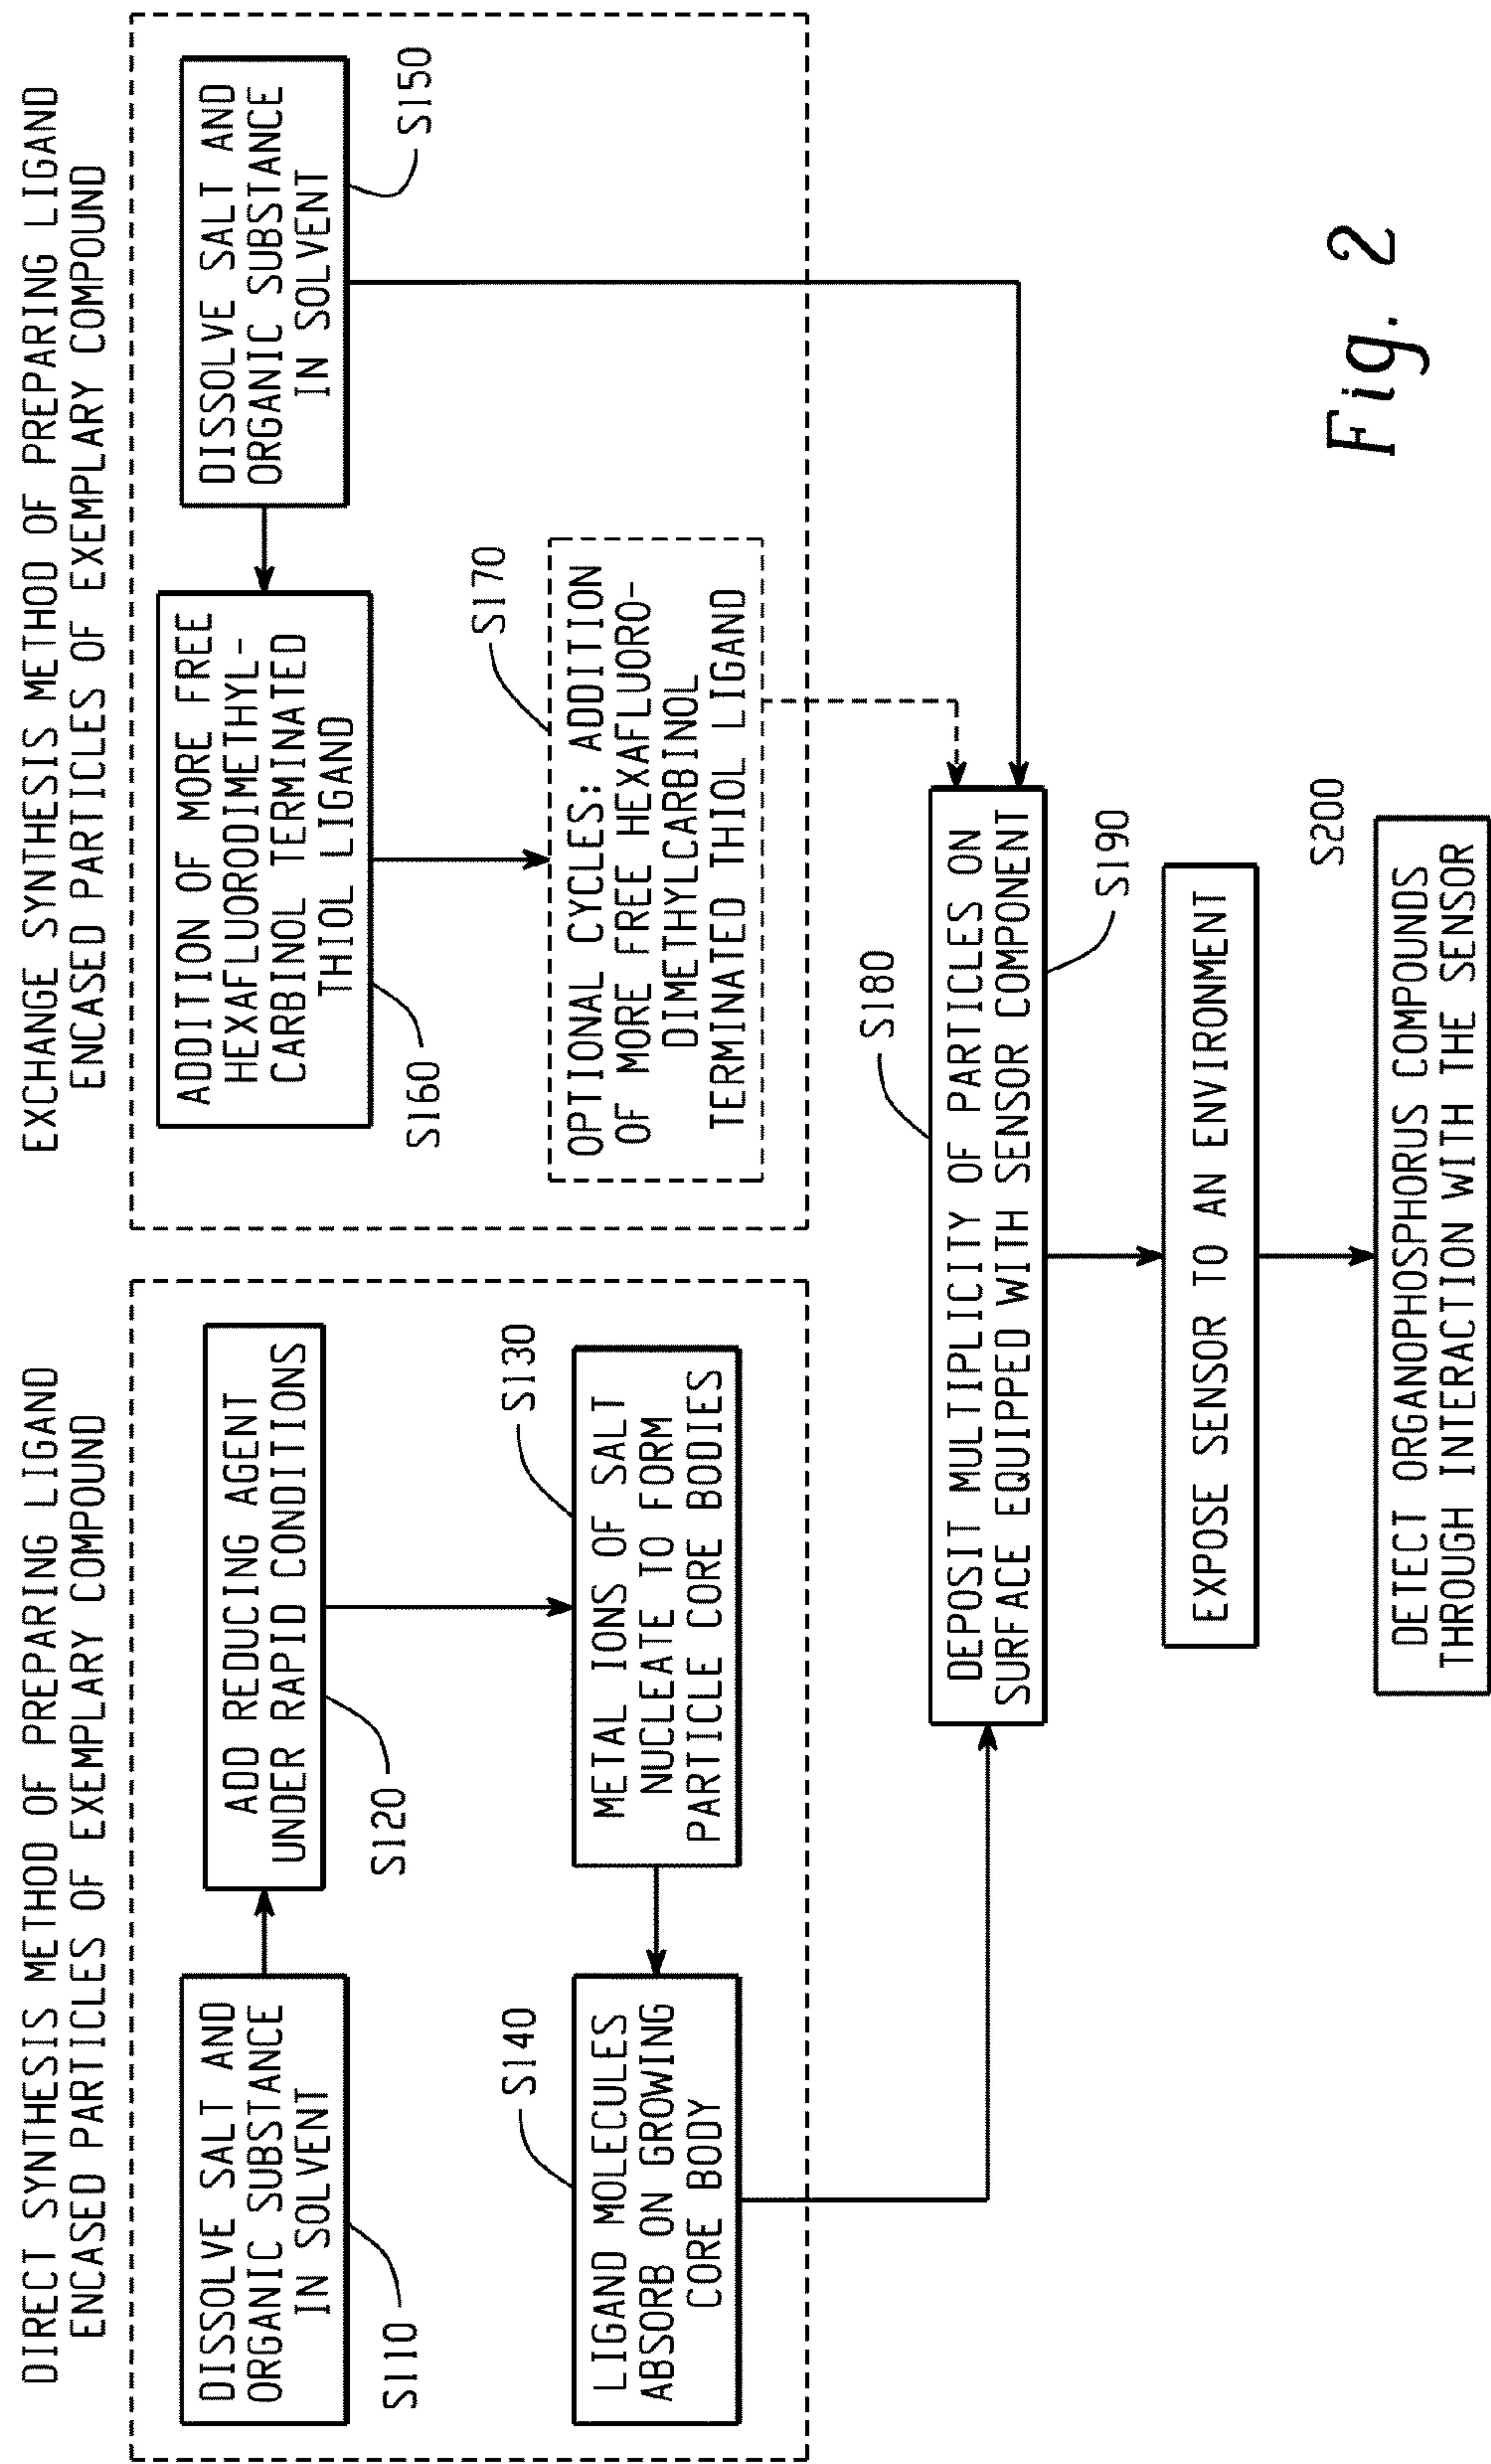 DIRECT SYNTHESIS METHOD OF PREPARING LIGAND
ENCASED PARTICLES OF EXEMPLARY COMPOUND
DISSOLVE SALT AND
ORGANIC SUBSTANCE
IN SOLVENT
S110
ADD REDUCING AGENT
UNDER RAPID CONDITIONS
S120
METAL IONS OF SALT
NUCLEATE TO FORM
PARTICLE CORE BODIES
S130
LIGAND MOLECULES
ABSORB ON GROWING
CORE BODY
S140
EXCHANGE SYNTHESIS METHOD OF PREPARING LIGAND
ENCASED PARTICLES OF EXEMPLARY COMPOUND
DISSOLVE SALT AND
ORGANIC SUBSTANCE
IN SOLVENT
S150
ADDITION OF MORE FREE
HEXAFLUORODIMETHYL-
CARBINOL TERMINATED
THIOL LIGAND
S160
OPTIONAL CYCLES: ADDITION
OF MORE FREE HEXAFLUORO-
DIMETHYLCARBINOL
TERMINATED THIOL LIGAND
S170
DEPOSIT MULTIPLICITY OF PARTICLES ON
SURFACE EQUIPPED WITH SENSOR COMPONENT
S180
S190
EXPOSE SENSOR TO AN ENVIRONMENT
S200
DETECT ORGANOPHOSPHORUS COMPOUNDS
THROUGH INTERACTION WITH THE SENSOR
Fig. 2